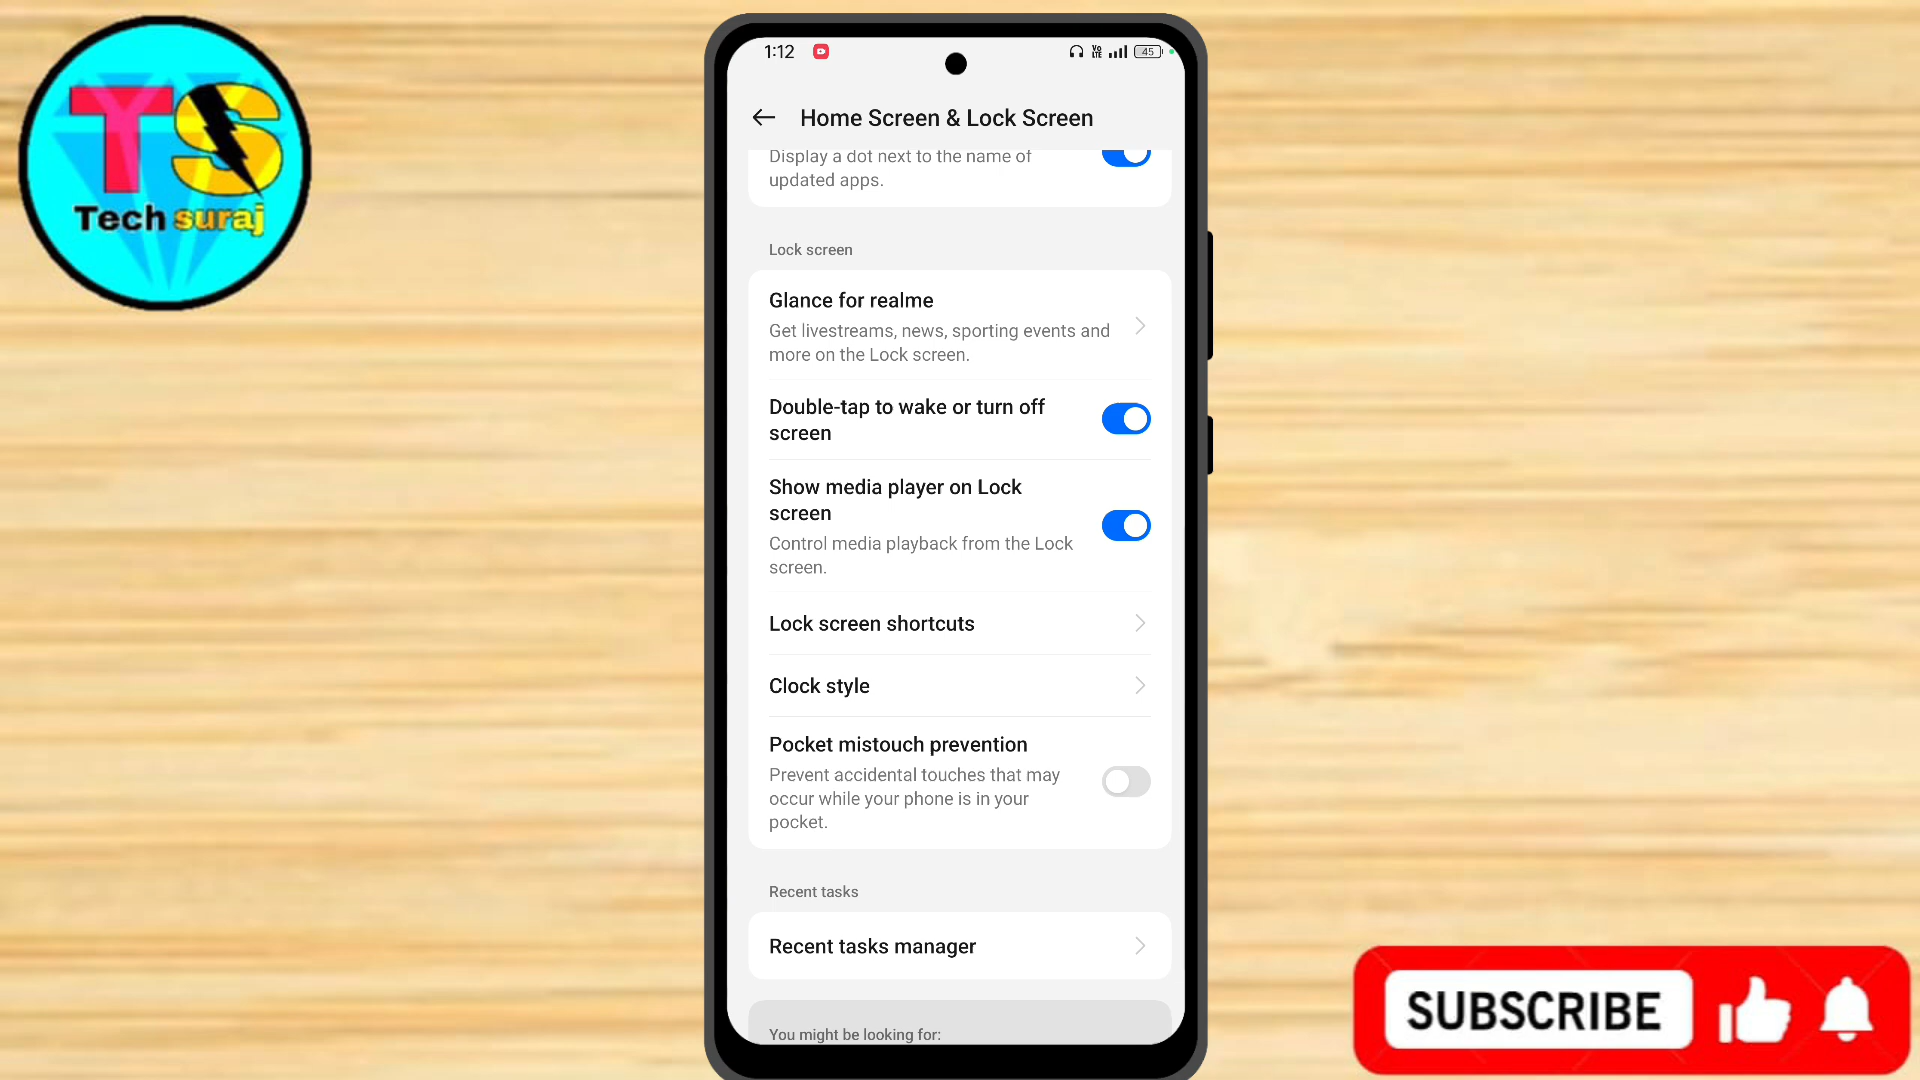 TS
Tech suraj
1:12
Vo
LTE
45
Home Screen & Lock Screen
Display a dot next to the name of
updated apps.
Lock screen
Glance for realme
Get livestreams, news, sporting events and
more on the Lock screen.
Double-tap to wake or turn off
screen
Show media player on Lock
screen
Control media playback from the Lock
screen.
Lock screen shortcuts
Clock style
Pocket mistouch prevention
Prevent accidental touches that may
occur while your phone is in your
pocket.
Recent tasks
Recent tasks manager
You might be looking for:
SUBSCRIBE